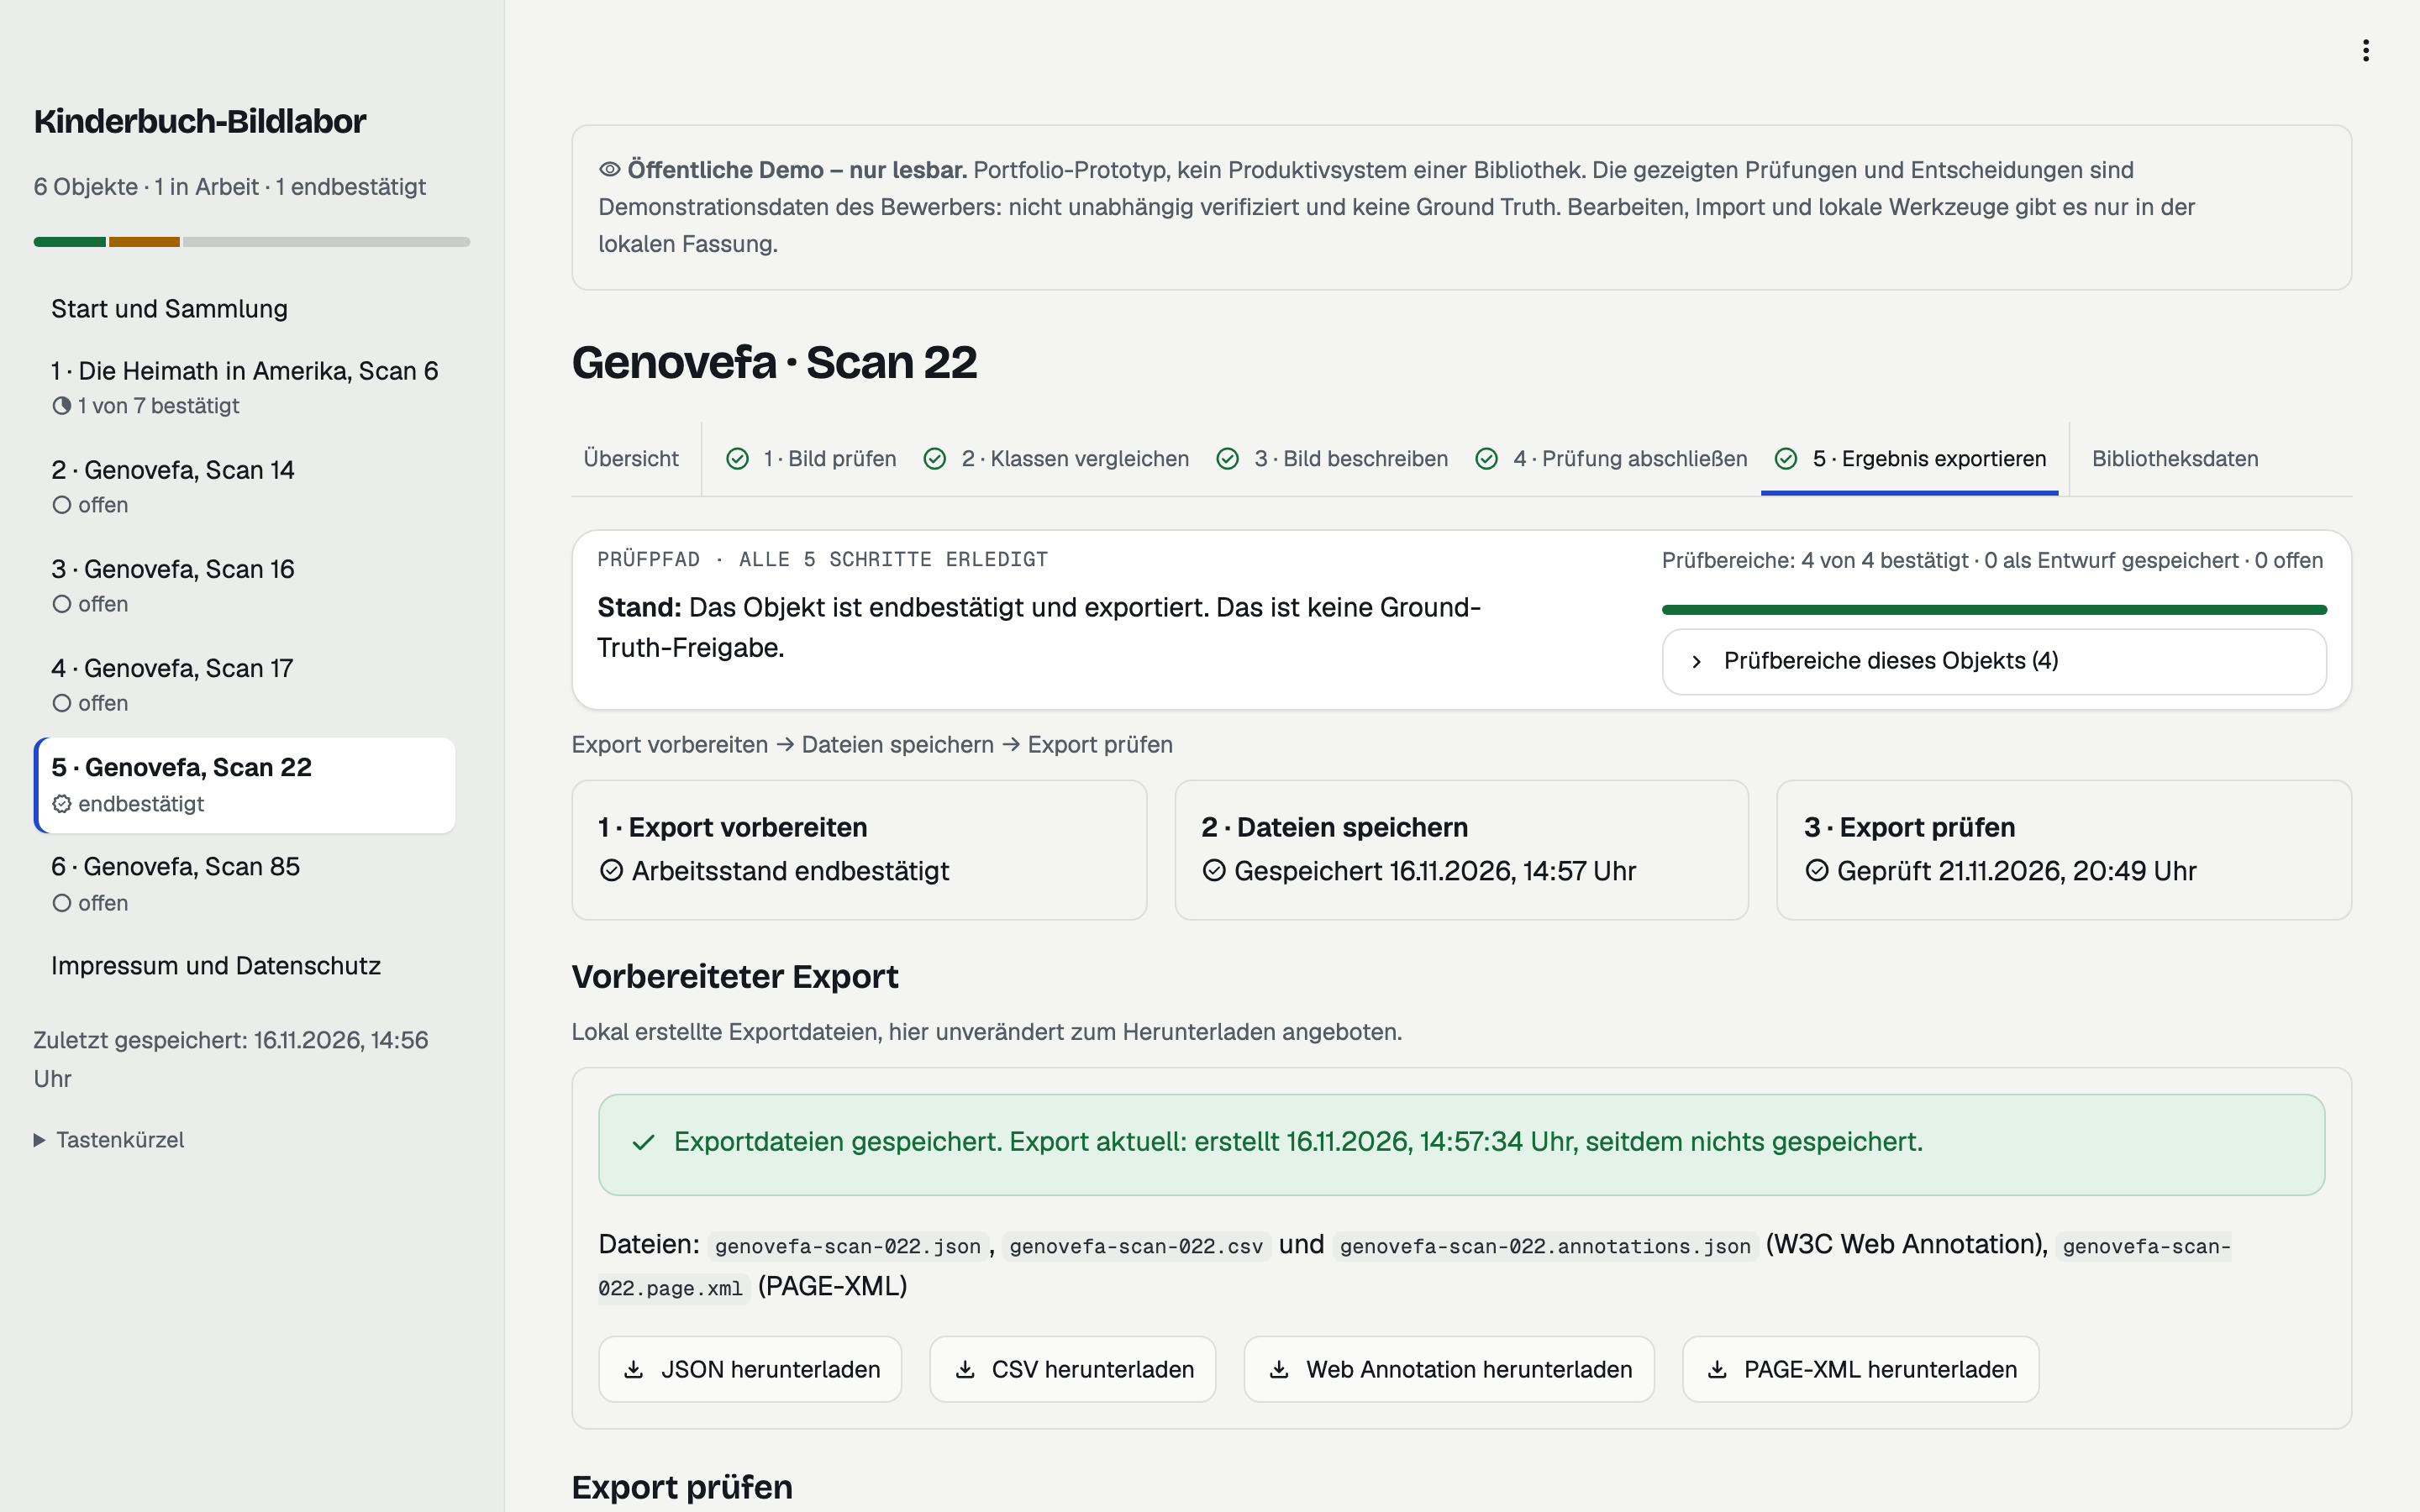 Kinderbuch-Bildlabor
6 Objekte · 1 in Arbeit · 1 endbestätigt
Start und Sammlung
1 · Die Heimath in Amerika, Scan 6
1 von 7 bestätigt
2 · Genovefa, Scan 14
offen
3 · Genovefa, Scan 16
offen
4 · Genovefa, Scan 17
offen
5 · Genovefa, Scan 22
endbestätigt
6 · Genovefa, Scan 85
offen
Impressum und Datenschutz
Zuletzt gespeichert: 16.11.2026, 14:56
Uhr
Tastenkürzel
Öffentliche Demo – nur lesbar. Portfolio-Prototyp, kein Produktivsystem einer Bibliothek. Die gezeigten Prüfungen und Entscheidungen sind
Demonstrationsdaten des Bewerbers: nicht unabhängig verifiziert und keine Ground Truth. Bearbeiten, Import und lokale Werkzeuge gibt es nur in der
lokalen Fassung.
Genovefa · Scan 22
Übersicht 1 · Bild prüfen 2 · Klassen vergleichen 3 · Bild beschreiben 4 · Prüfung abschließen 5 · Ergebnis exportieren Bibliotheksdaten
PRÜFPFAD · ALLE 5 SCHRITTE ERLEDIGT
Stand: Das Objekt ist endbestätigt und exportiert. Das ist keine Ground-
Truth-Freigabe.
Prüfbereiche: 4 von 4 bestätigt · 0 als Entwurf gespeichert · 0 offen
Prüfbereiche dieses Objekts (4)
Export vorbereiten → Dateien speichern → Export prüfen
1 · Export vorbereiten
Arbeitsstand endbestätigt
2 · Dateien speichern
Gespeichert 16.11.2026, 14:57 Uhr
3 · Export prüfen
Geprüft 21.11.2026, 20:49 Uhr
Vorbereiteter Export
Lokal erstellte Exportdateien, hier unverändert zum Herunterladen angeboten.
Exportdateien gespeichert. Export aktuell: erstellt 16.11.2026, 14:57:34 Uhr, seitdem nichts gespeichert.
Dateien: genovefa-scan-022.json , genovefa-scan-022.csv und genovefa-scan-022.annotations.json (W3C Web Annotation), genovefa-scan-
022.page.xml (PAGE-XML)
JSON herunterladen CSV herunterladen Web Annotation herunterladen PAGE-XML herunterladen
Export prüfen